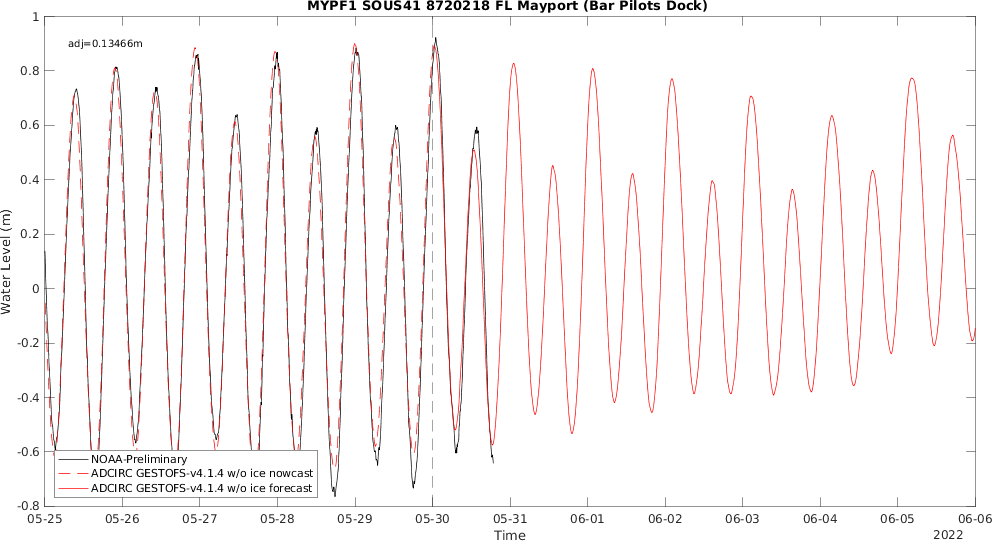 MYPF1 SOUS41 8720218 FL Mayport (Bar Pilots Dock)
adj=0.13466m
1
0.8
0.6
0.4
0.2
0
-0.2
-0.4
-0.6
-0.8
Water Level (m)
NOAA-Preliminary
ADCIRC GESTOFS-v4.1.4 w/o ice nowcast
ADCIRC GESTOFS-v4.1.4 w/o ice forecast
05-25 05-26 05-27 05-28 05-29 05-30 05-31 06-01 06-02 06-03 06-04 06-05 06-06
Time
2022